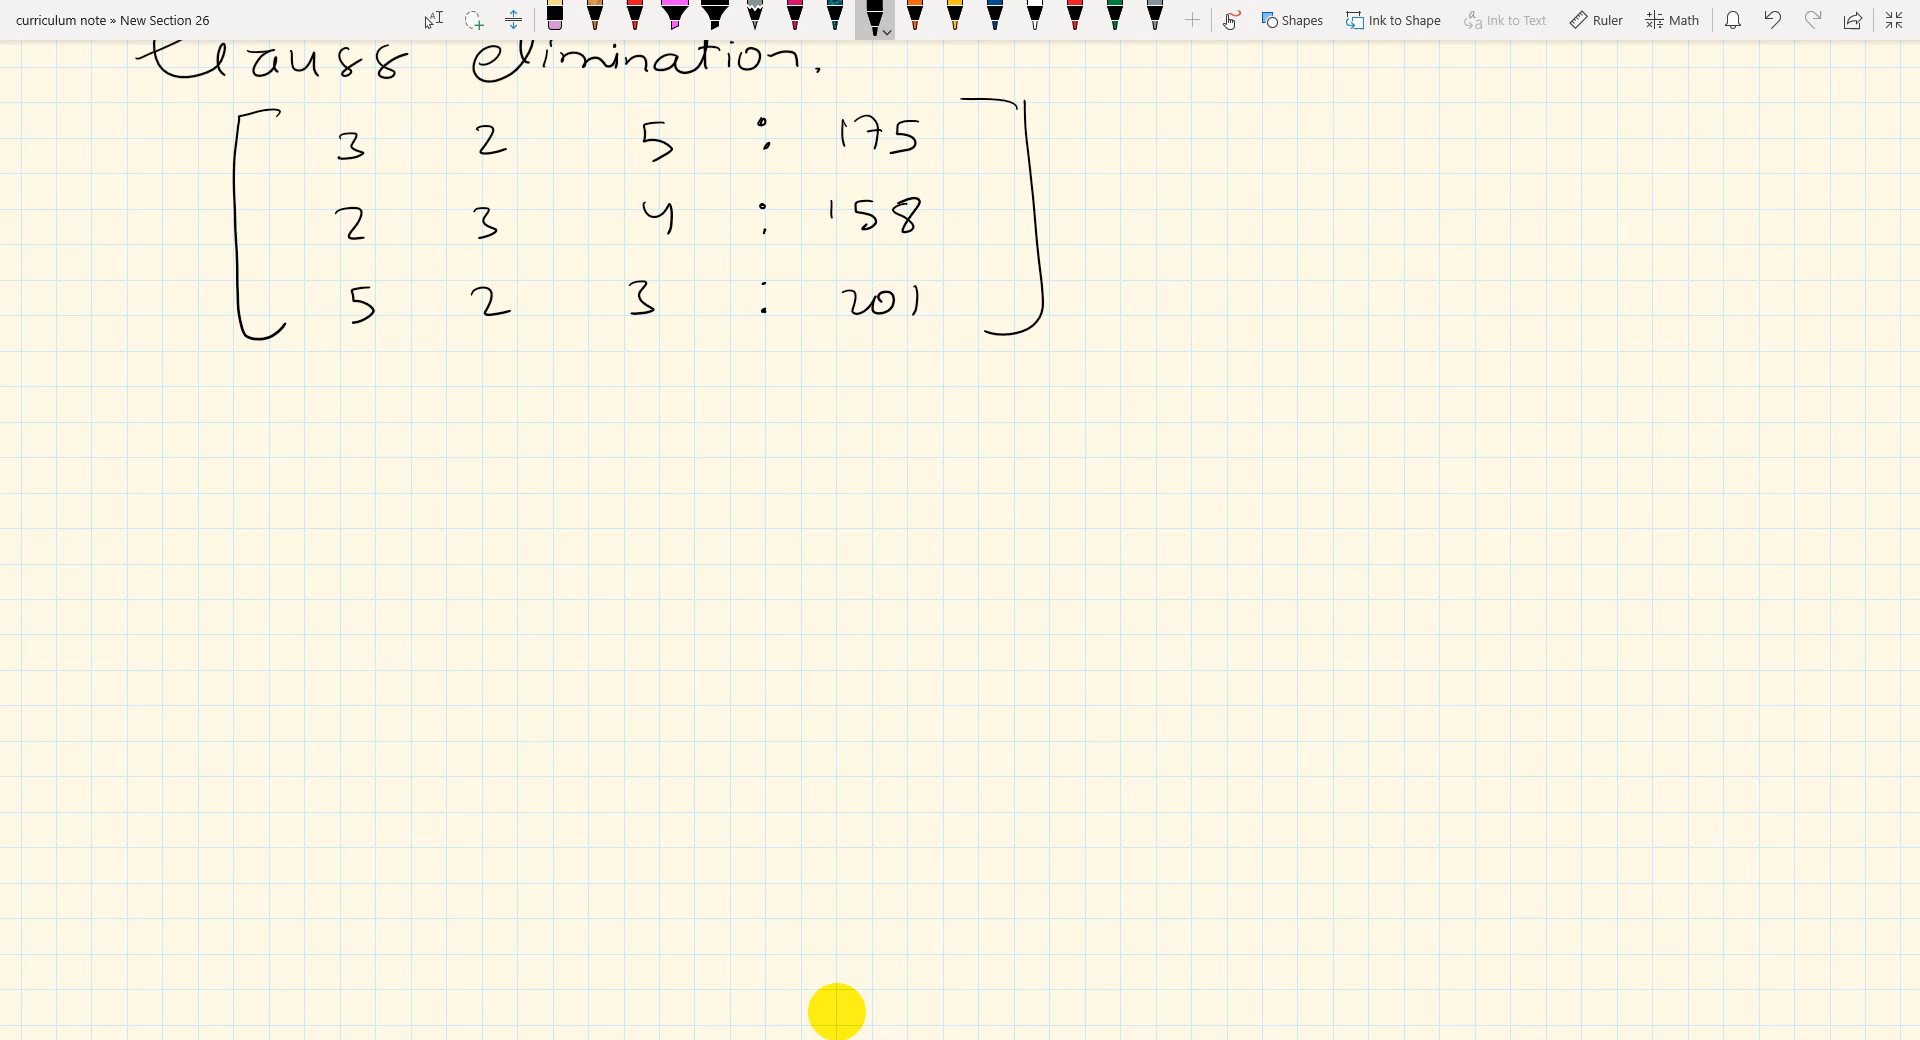 curriculum note » New Section 26 Shapes Ink to Shape Ink to Text Ruler Math
Gauss elimination.
3 2 5 : 175
2 3 4 : 158
5 2 3 : 201